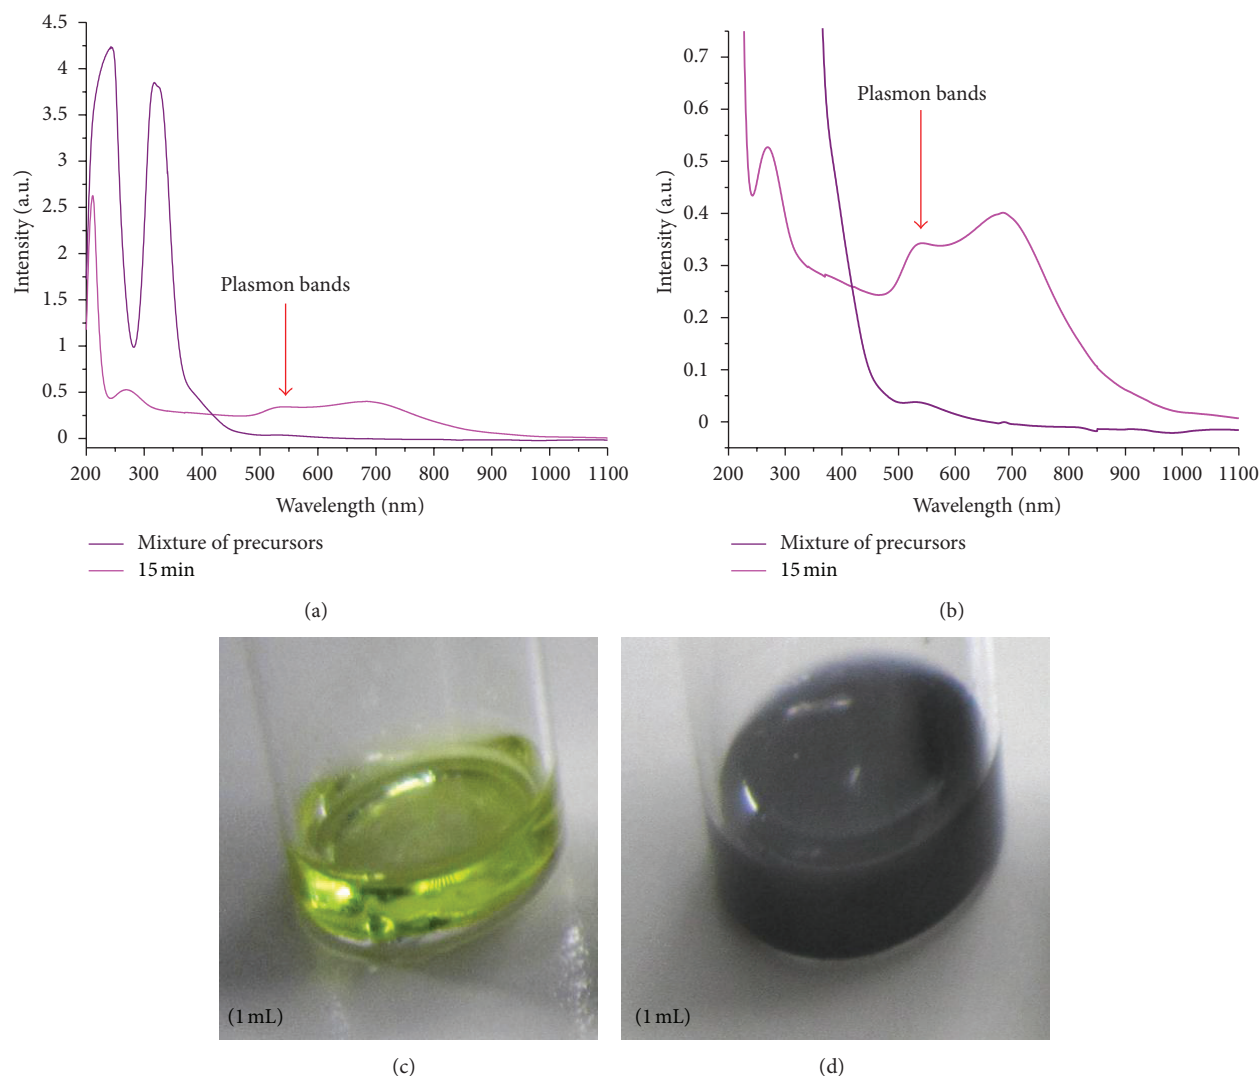 4.5
4
3.5
3
2.5
2
1.5
1
0.5
0
Intensity (a.u.)
Plasmon bands
200 300 400 500 600 700 800 900 1000 1100
Wavelength (nm)
Mixture of precursors
15 min
(a)
0.7
0.6
0.5
0.4
0.3
0.2
0.1
0
Intensity (a.u.)
Plasmon bands
200 300 400 500 600 700 800 900 1000 1100
Wavelength (nm)
Mixture of precursors
15 min
(b)
(1 mL)
(c)
(1 mL)
(d)